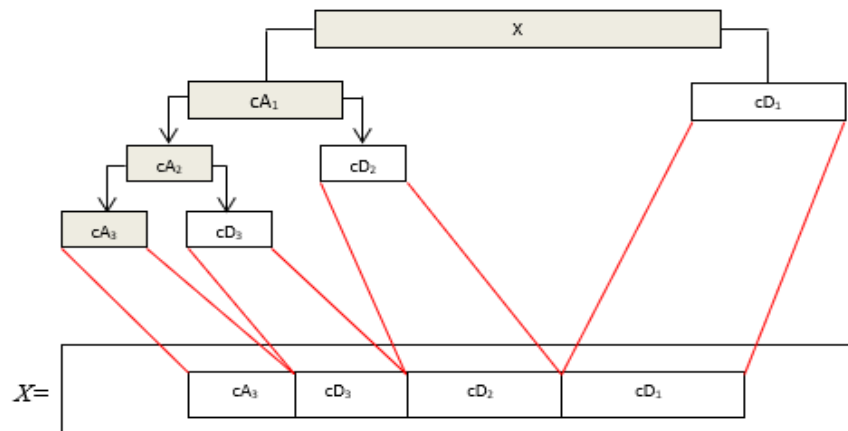 X
cA₁ cD₁
cA₂ cD₂
cA₃ cD₃
X= cA₃ cD₃ cD₂ cD₁